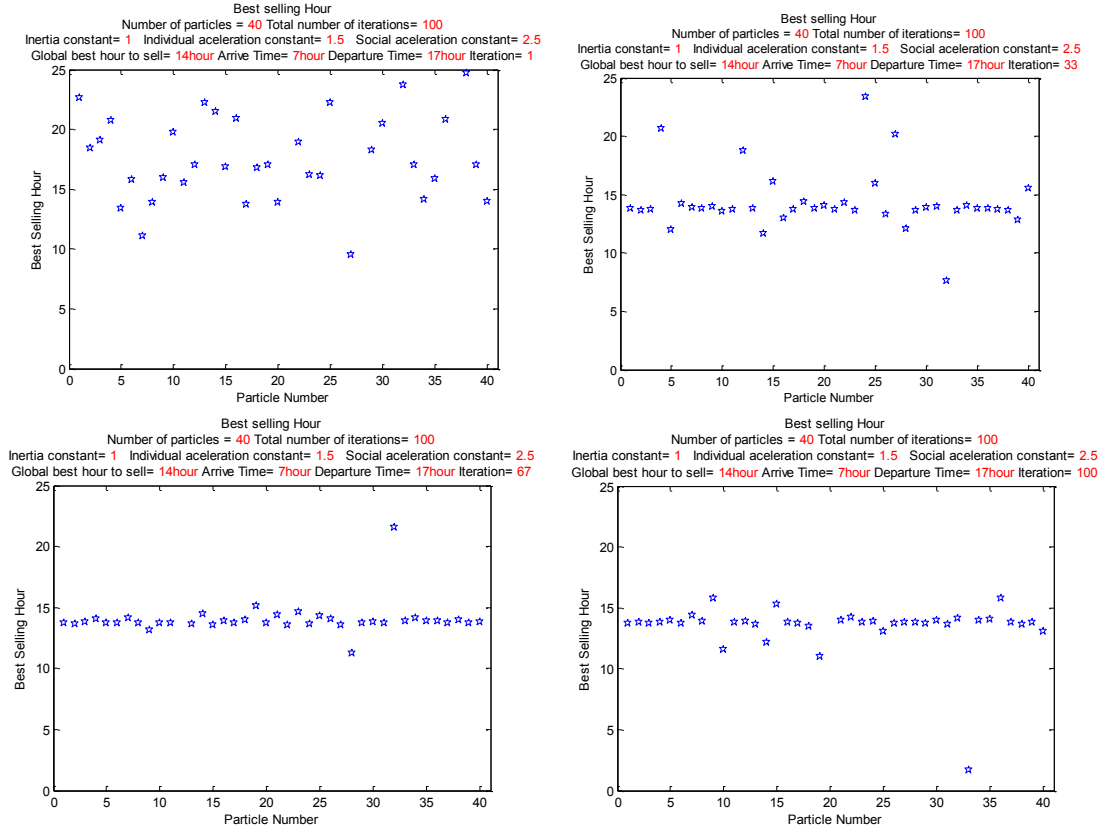 Best selling Hour
Number of particles = 40 Total number of iterations= 100
Inertia constant= 1 Individual aceleration constant= 1.5 Social aceleration constant= 2.5
Global best hour to sell= 14hour Arrive Time= 7hour Departure Time= 17hour Iteration= 1
25
20
15
10
5
0
Best Selling Hour
0 5 10 15 20 25 30 35 40
Particle Number
Best selling Hour
Number of particles = 40 Total number of iterations= 100
Inertia constant= 1 Individual aceleration constant= 1.5 Social aceleration constant= 2.5
Global best hour to sell= 14hour Arrive Time= 7hour Departure Time= 17hour Iteration= 33
25
20
15
10
5
0
Best Selling Hour
0 5 10 15 20 25 30 35 40
Particle Number
Best selling Hour
Number of particles = 40 Total number of iterations= 100
Inertia constant= 1 Individual aceleration constant= 1.5 Social aceleration constant= 2.5
Global best hour to sell= 14hour Arrive Time= 7hour Departure Time= 17hour Iteration= 67
25
20
15
10
5
0
Best Selling Hour
0 5 10 15 20 25 30 35 40
Particle Number
Best selling Hour
Number of particles = 40 Total number of iterations= 100
Inertia constant= 1 Individual aceleration constant= 1.5 Social aceleration constant= 2.5
Global best hour to sell= 14hour Arrive Time= 7hour Departure Time= 17hour Iteration= 100
25
20
15
10
5
0
Best Selling Hour
0 5 10 15 20 25 30 35 40
Particle Number